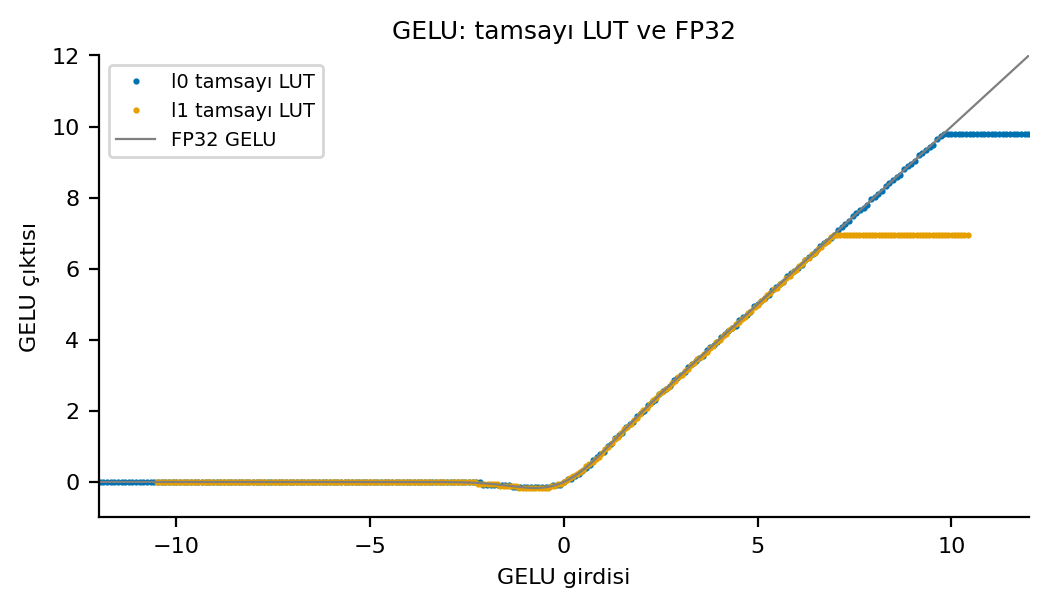 GELU: tamsayı LUT ve FP32
l0 tamsayı LUT
l1 tamsayı LUT
FP32 GELU
12
10
8
6
4
2
0
GELU çıktısı
−10
−5
0
5
10
GELU girdisi